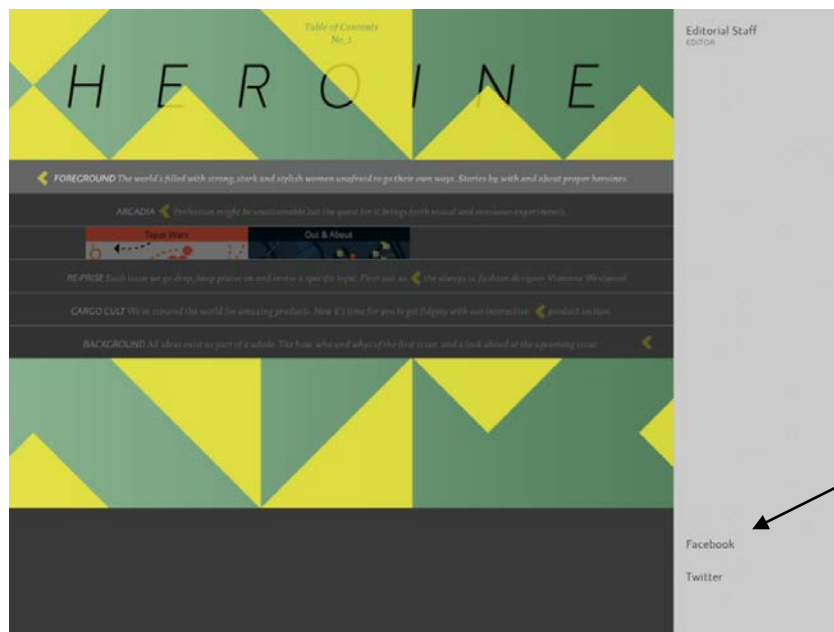 Table of Contents
No_1
HEROINE
FOREGROUND The world's filled with strong, stark and stylish women unafraid to go their own ways. Stories by, with and about proper heroines.
ARCADIA Perfection might be unattainable but the quest for it brings forth visual and sensuous experiments.
Tapas Wars
Out & About
RE-PRISE Each issue we go deep, heap praise on and review a specific topic. First out, as the always is, fashion designer Vivienne Westwood.
CARGO CULT We've scoured the world for amazing products. Now it's time for you to get fidgety with our interactive product section.
BACKGROUND All ideas exist as part of a whole. The how, who and whys of the first issue, and a look ahead at the upcoming issue.
Editorial Staff
EDITOR
Facebook
Twitter